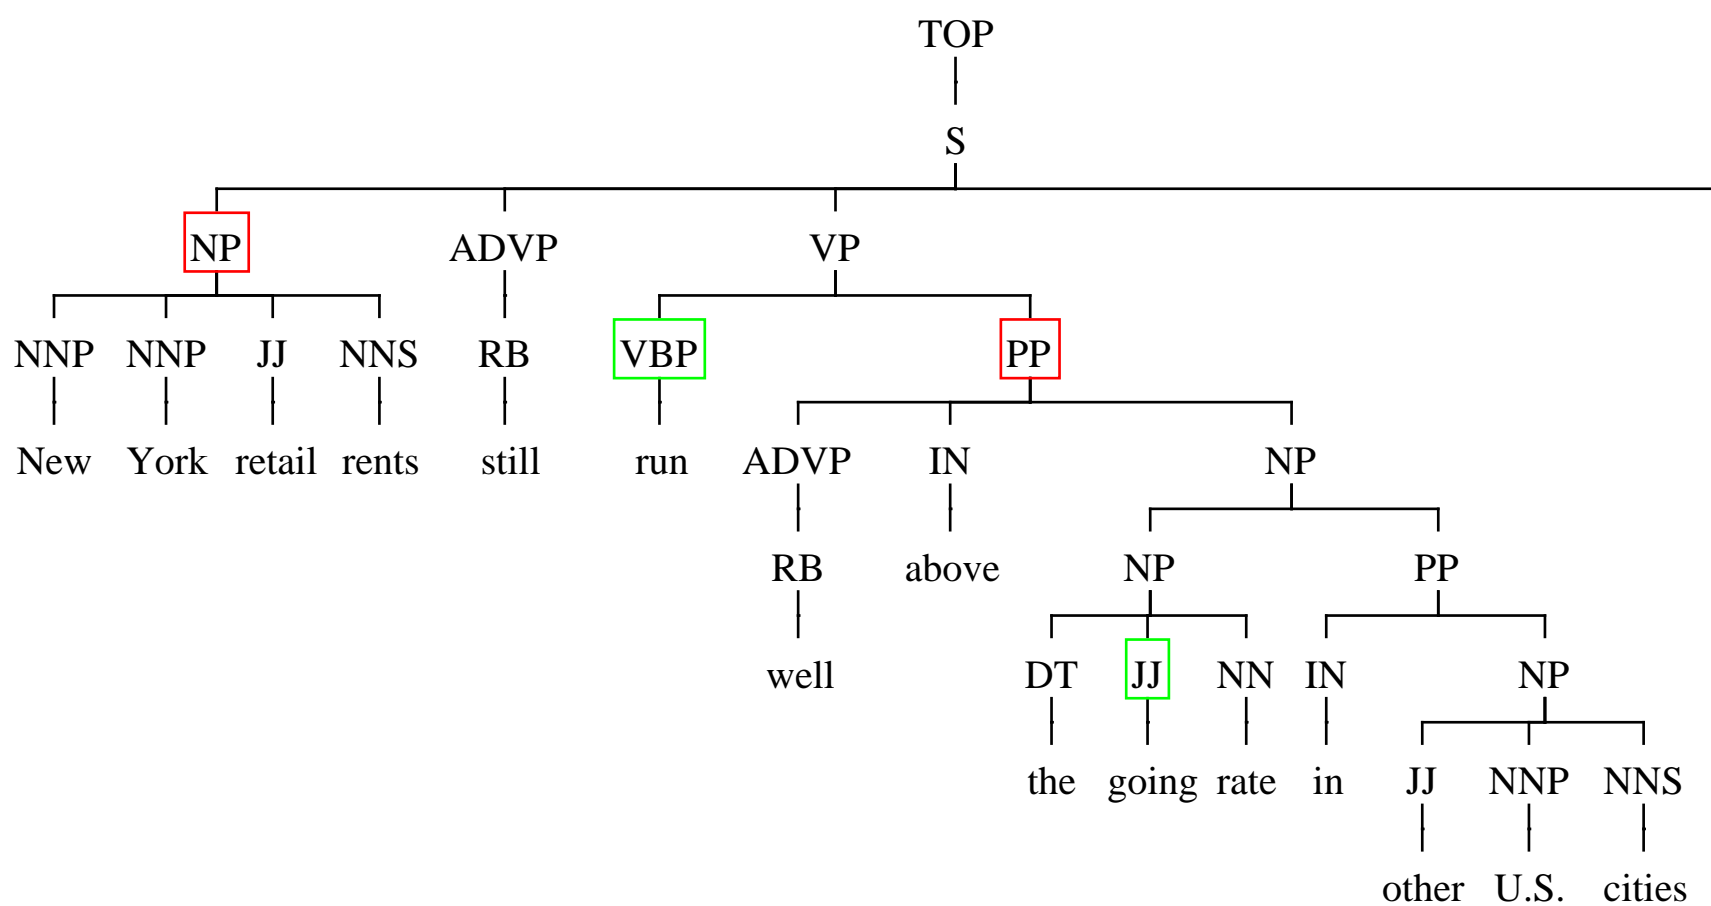 TOP
S
NP ADVP VP
NNP NNP JJ NNS RB VBP PP
New York retail rents still run ADVP IN NP
RB above NP PP
well DT JJ NN IN NP
the going rate in JJ NNP NNS
other U.S. cities